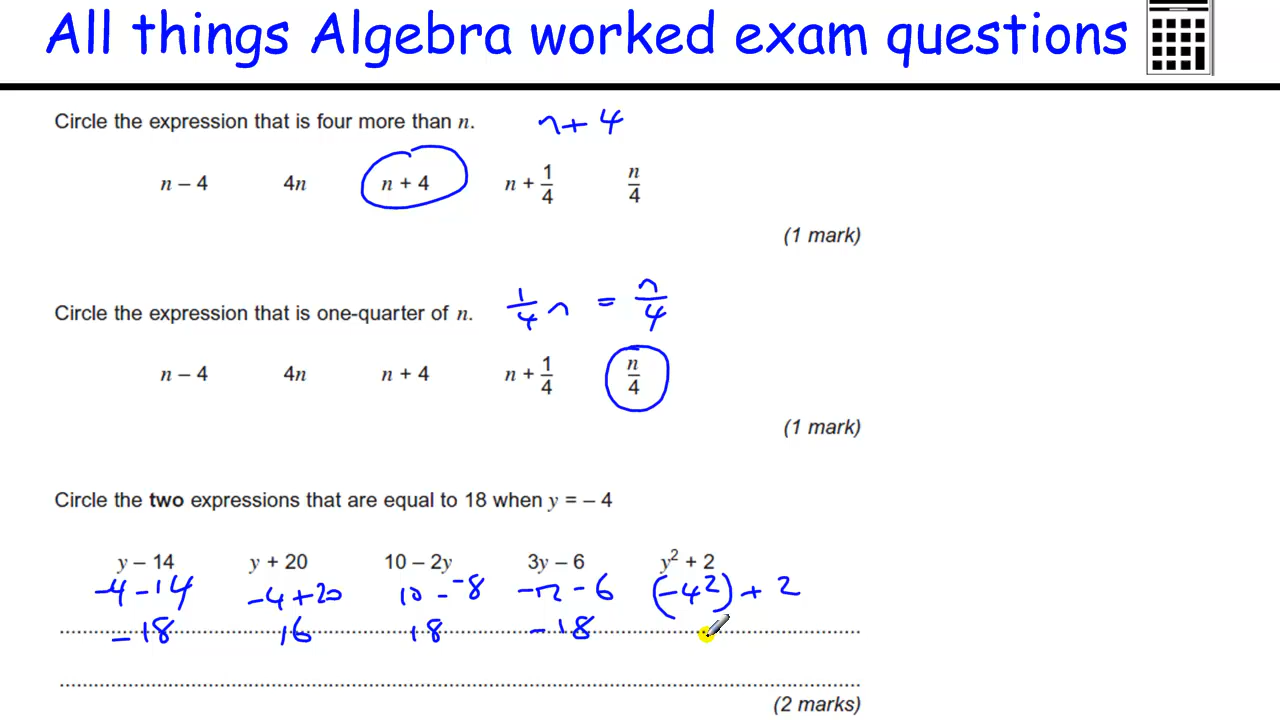 All things Algebra worked exam questions
Circle the expression that is four more than n. n + 4
n – 4 4n n + 4 n + 1/4 n/4
(1 mark)
Circle the expression that is one-quarter of n. 1/4 n = n/4
n – 4 4n n + 4 n + 1/4 n/4
(1 mark)
Circle the two expressions that are equal to 18 when y = – 4
y – 14 y + 20 10 – 2y 3y – 6 y² + 2
-4 - 14 -4 + 20 10 - -8 -12 - 6 (-4²) + 2
-18 16 18 -18
(2 marks)